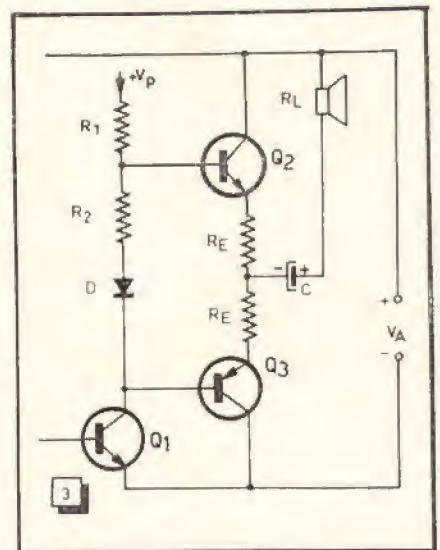 +Vp
R1
RL
Q2
R2
RE
D
- +
C
RE
+
VA
-
Q3
Q1
3